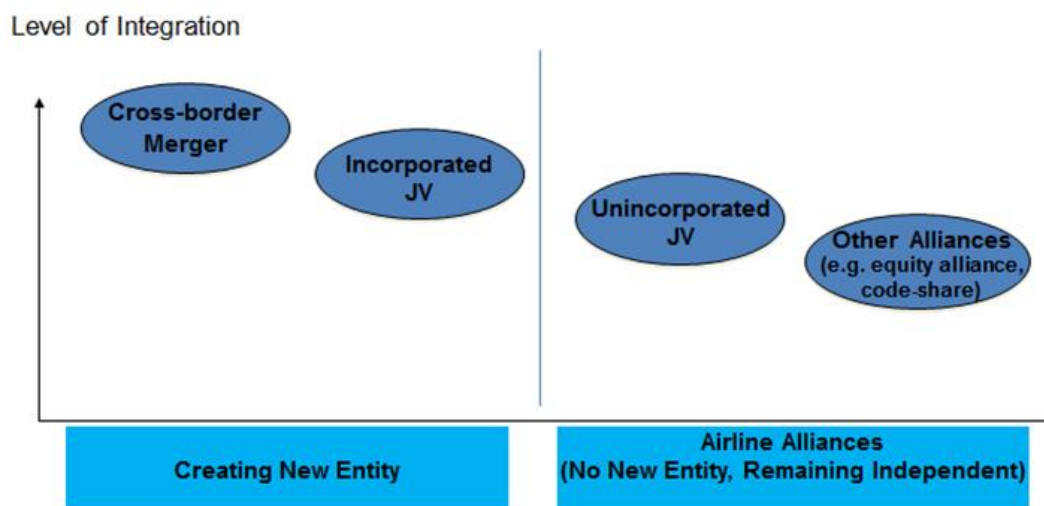 Level of Integration
Cross-border
Merger
Incorporated
JV
Unincorporated
JV
Other Alliances
(e.g. equity alliance,
code-share)
Creating New Entity
Airline Alliances
(No New Entity, Remaining Independent)